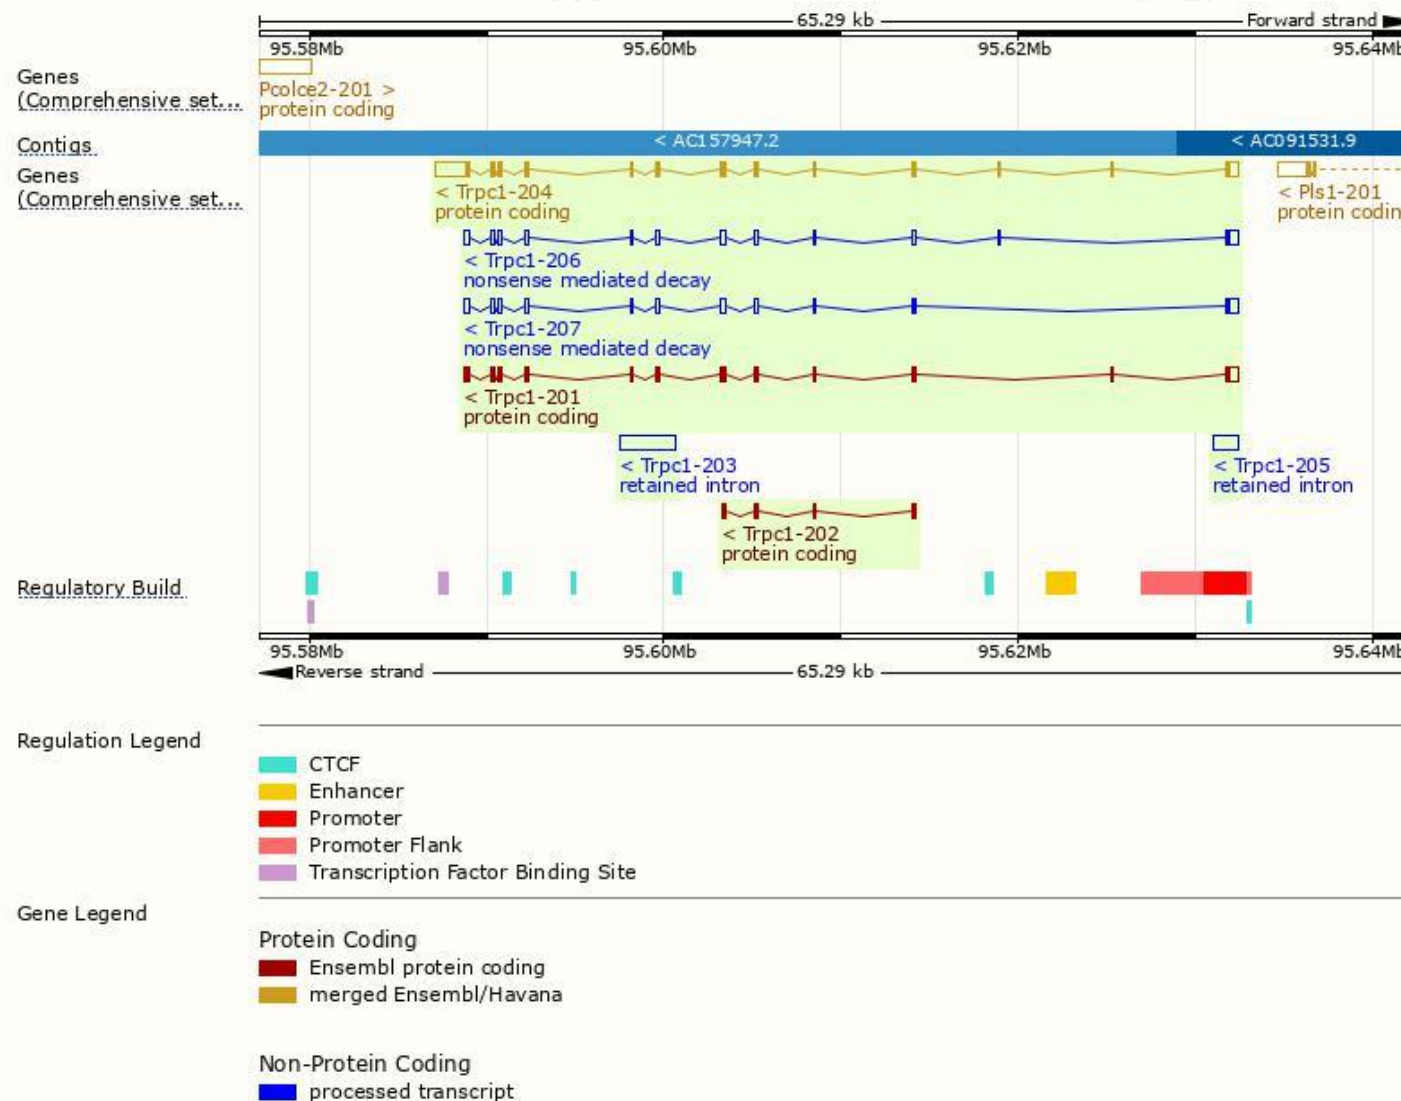 65.29 kb
Forward strand
95.58Mb 95.60Mb 95.62Mb 95.64Mb
Genes
(Comprehensive set...
Pcolce2-201 >
protein coding
Contigs
< AC157947.2
< AC091531.9
Genes
(Comprehensive set...
< Trpc1-204
protein coding
< Pls1-201
protein codin
< Trpc1-206
nonsense mediated decay
< Trpc1-207
nonsense mediated decay
< Trpc1-201
protein coding
< Trpc1-203
retained intron
< Trpc1-205
retained intron
< Trpc1-202
protein coding
Regulatory Build
95.58Mb 95.60Mb 95.62Mb 95.64Mb
Reverse strand
65.29 kb
Regulation Legend
CTCF
Enhancer
Promoter
Promoter Flank
Transcription Factor Binding Site
Gene Legend
Protein Coding
Ensembl protein coding
merged Ensembl/Havana
Non-Protein Coding
processed transcript